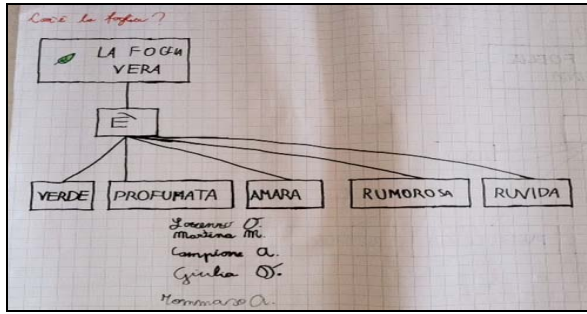 Cos'è la foglia?
LA FOGLIA
VERA
È
VERDE PROFUMATA AMARA RUMOROSA RUVIDA
Lorenzo O.
Martina M.
Campione A.
Giulia D.
Tommaso A.